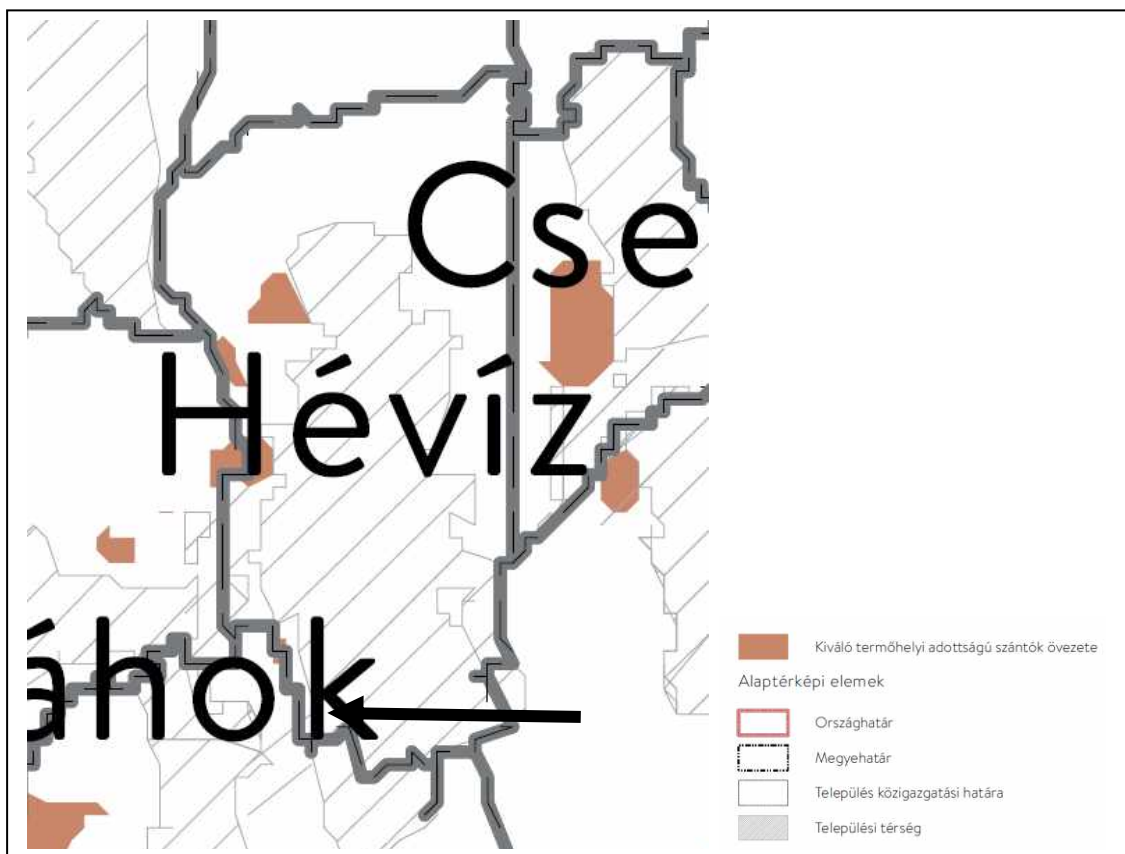 Cse
Hévíz
áhok
Kiváló termőhelyi adottságú szántók övezete
Alaptérképi elemek
Országhatár
Megyehatár
Település közigazgatási határa
Települési térség